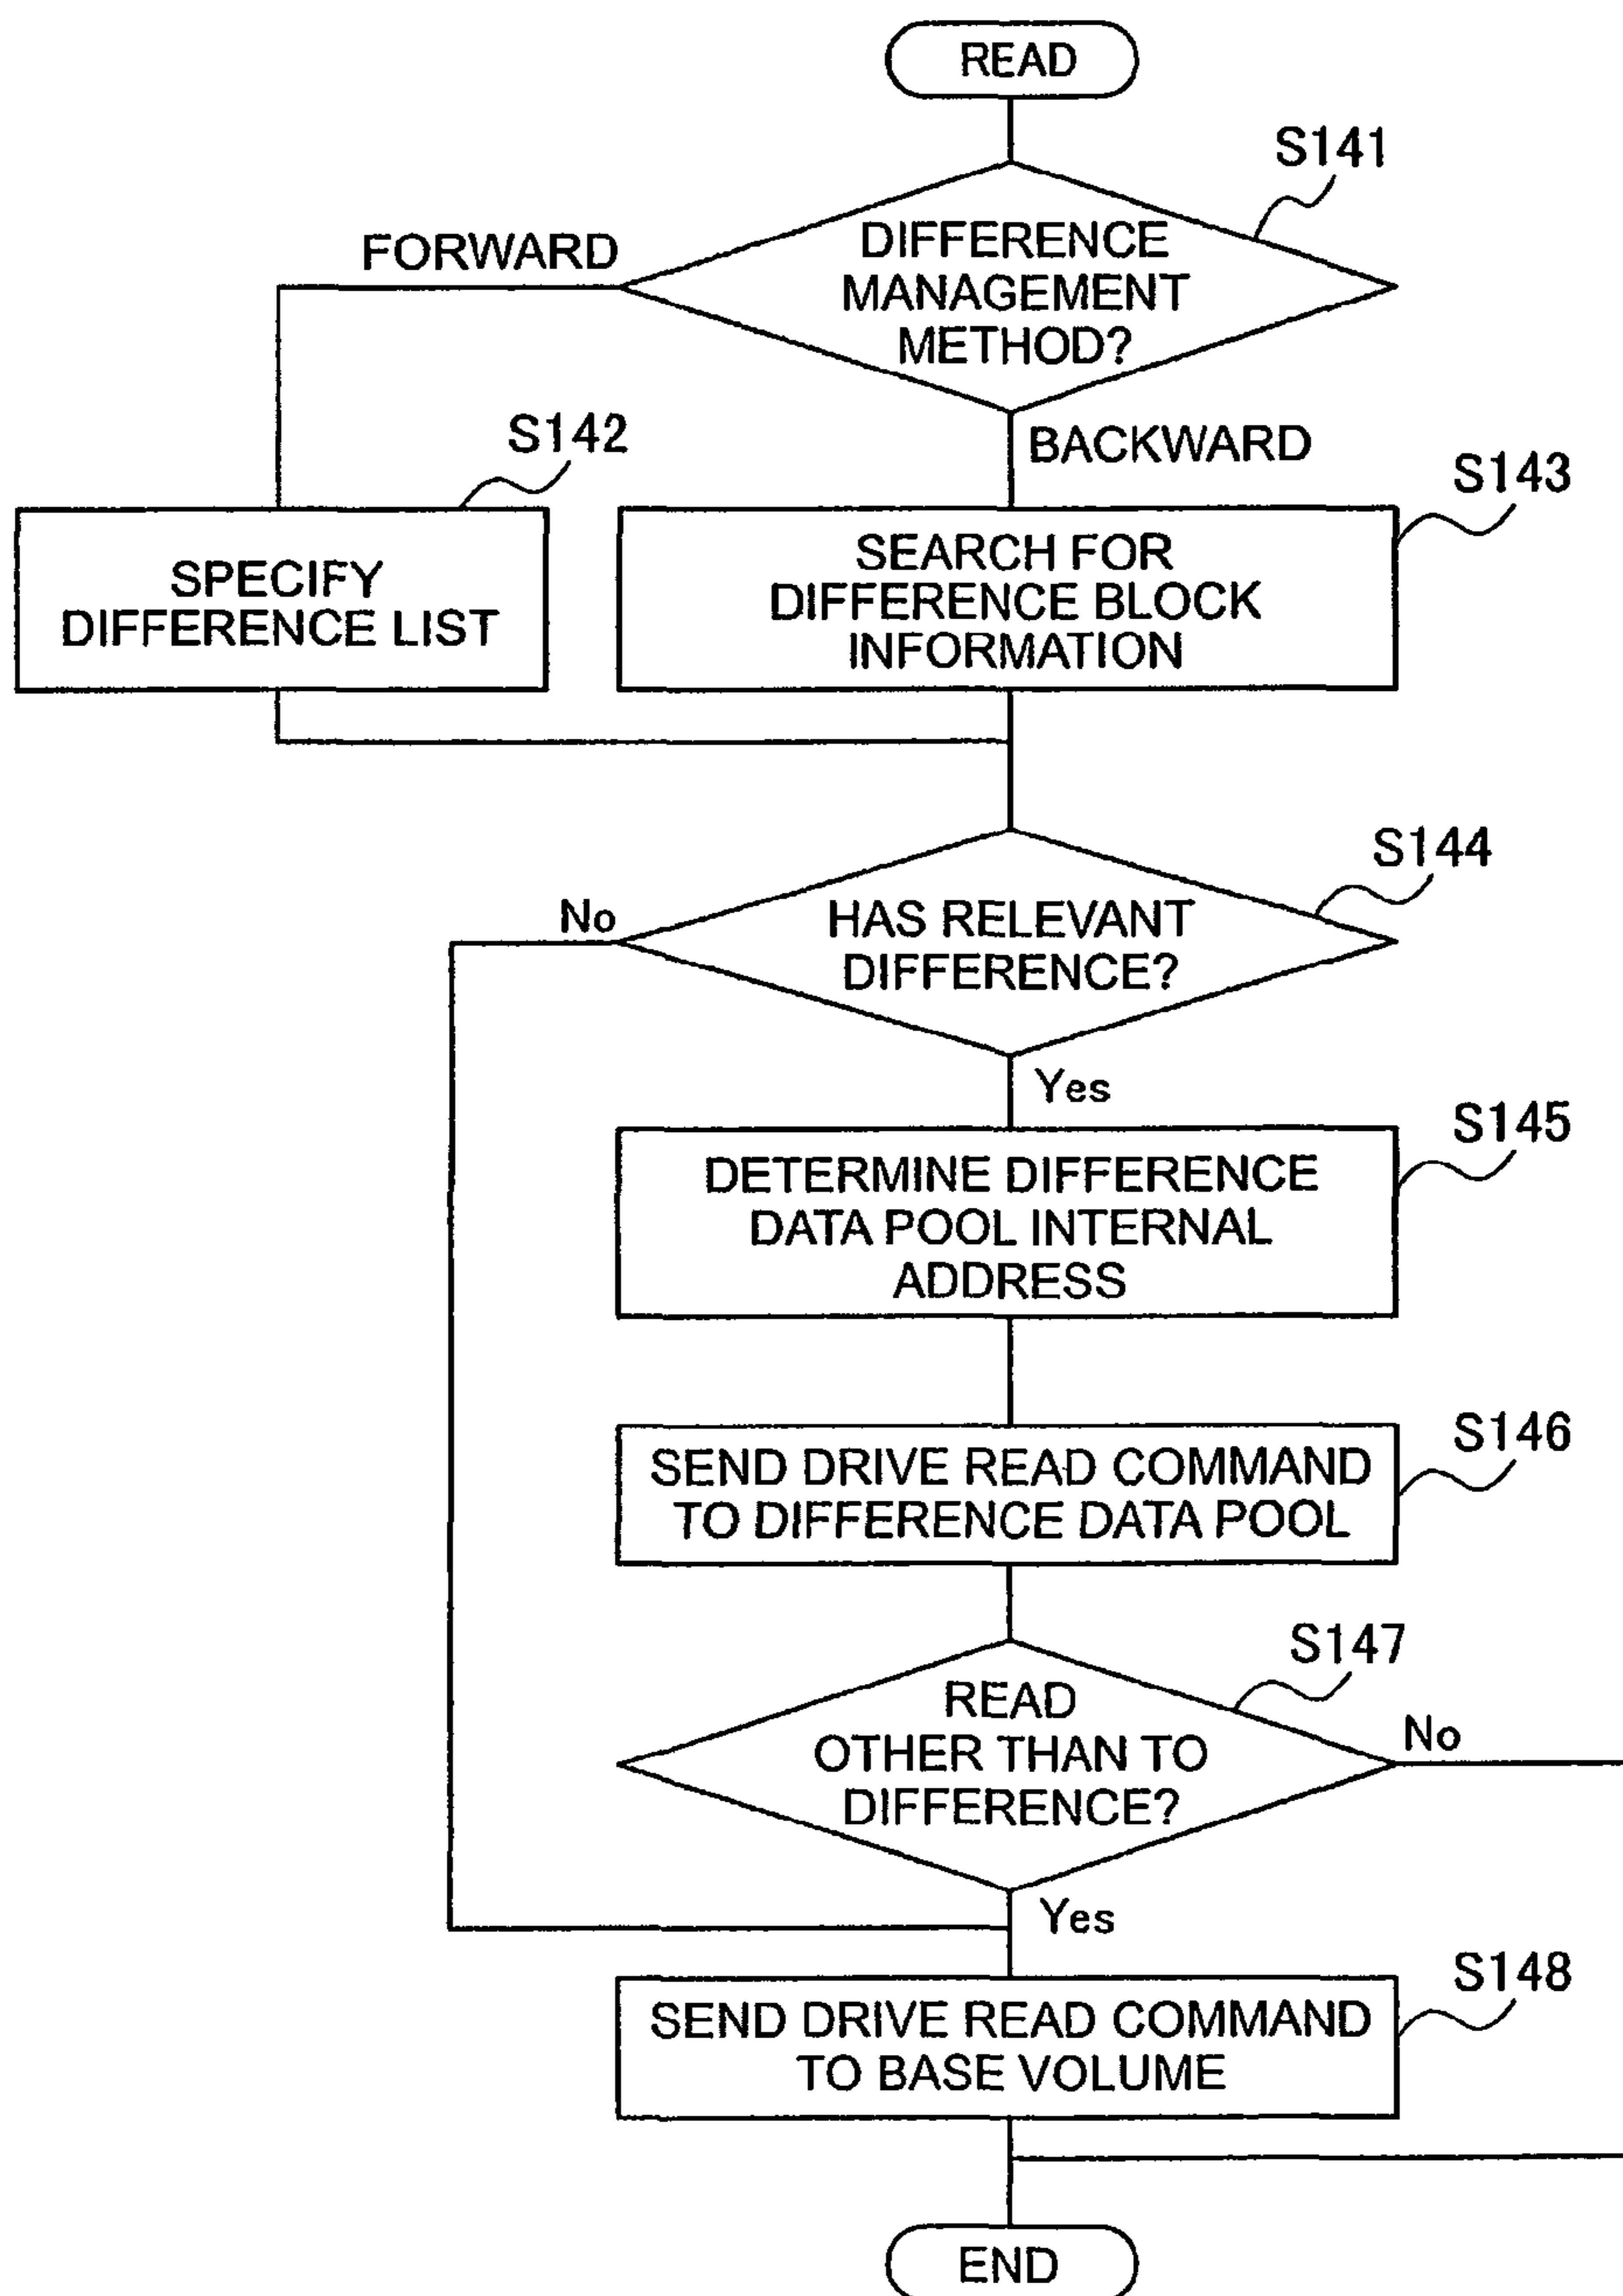 READ
S141
DIFFERENCE
MANAGEMENT
METHOD?
FORWARD
BACKWARD
S142
SPECIFY
DIFFERENCE LIST
S143
SEARCH FOR
DIFFERENCE BLOCK
INFORMATION
S144
HAS RELEVANT
DIFFERENCE?
No
Yes
S145
DETERMINE DIFFERENCE
DATA POOL INTERNAL
ADDRESS
S146
SEND DRIVE READ COMMAND
TO DIFFERENCE DATA POOL
S147
READ
OTHER THAN TO
DIFFERENCE?
No
Yes
S148
SEND DRIVE READ COMMAND
TO BASE VOLUME
END